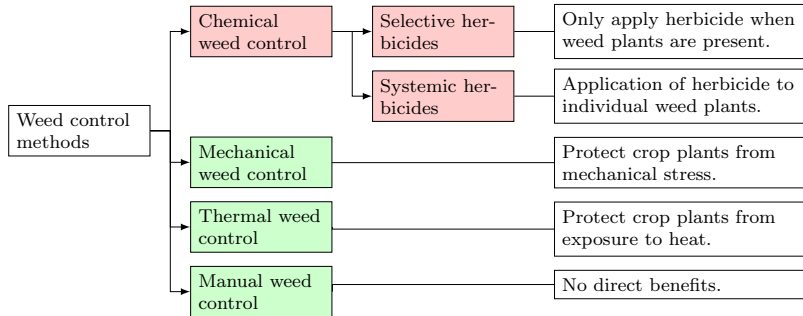 Chemical
weed control
Selective her-
bicides
Only apply herbicide when
weed plants are present.
Systemic her-
bicides
Application of herbicide to
individual weed plants.
Weed control
methods
Mechanical
weed control
Protect crop plants from
mechanical stress.
Thermal weed
control
Protect crop plants from
exposure to heat.
Manual weed
control
No direct benefits.